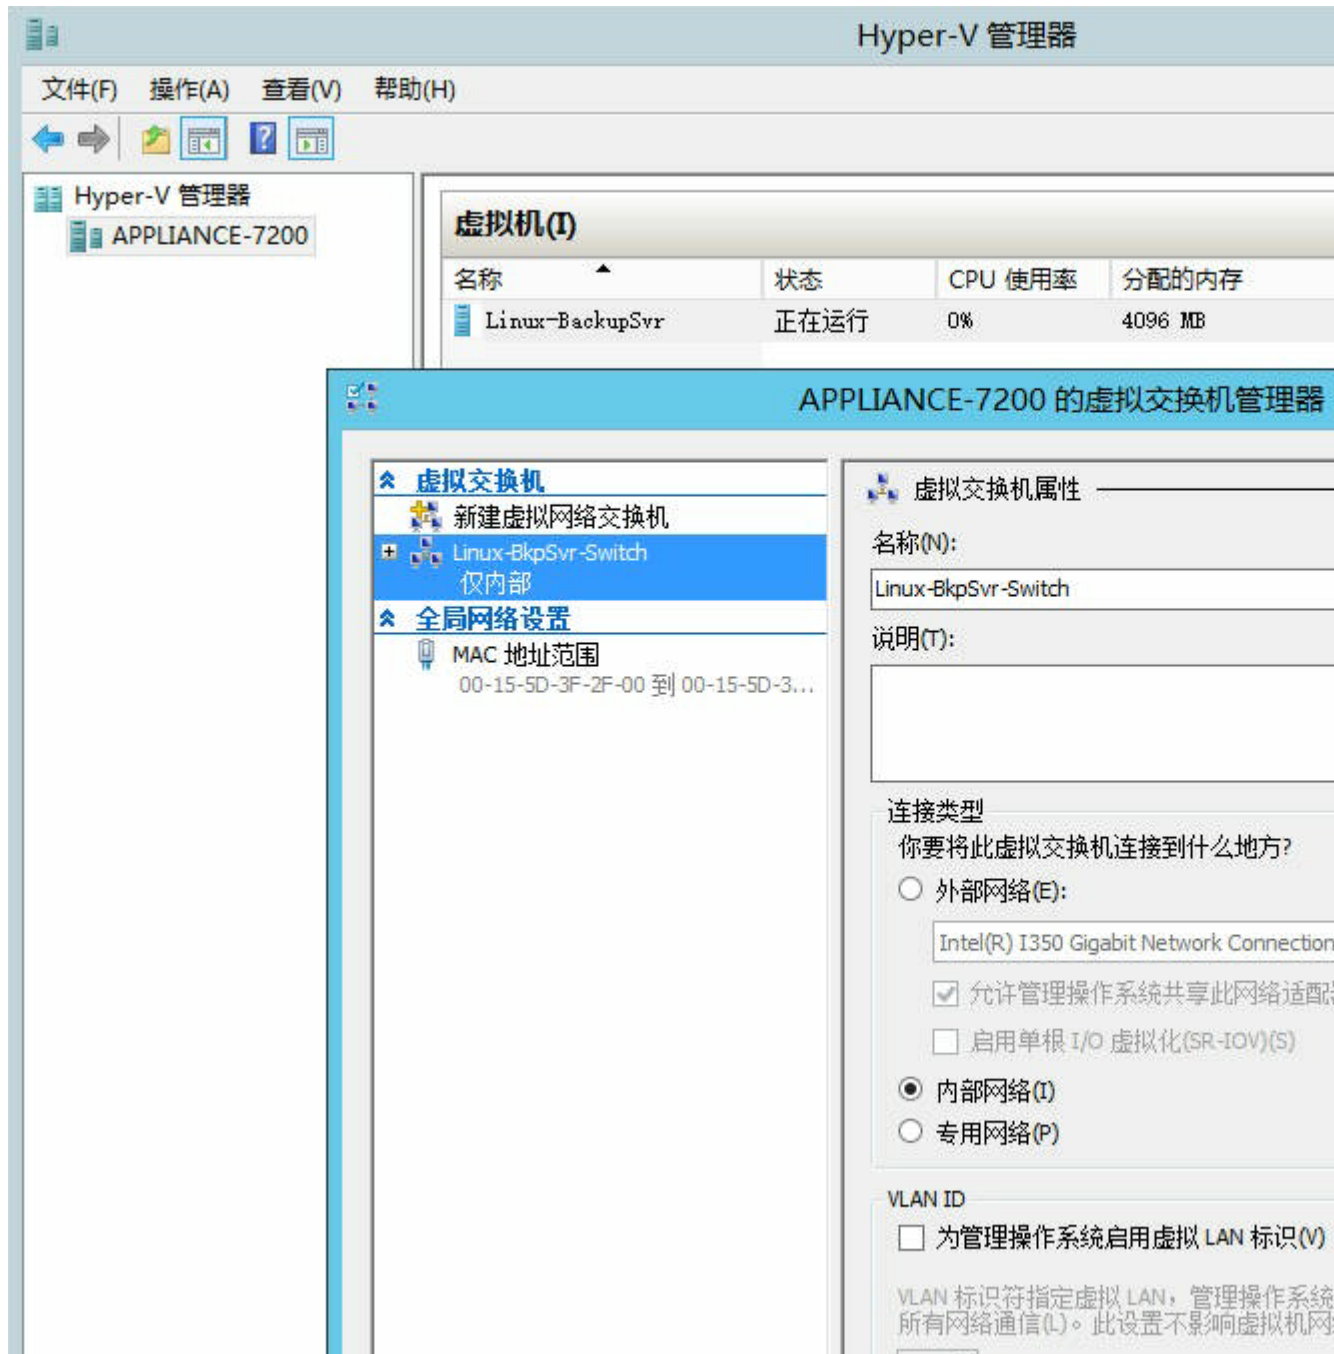 Hyper-V 管理器
文件(F) 操作(A) 查看(V) 帮助(H)
Hyper-V 管理器
APPLIANCE-7200
虚拟机(I)
名称 状态 CPU 使用率 分配的内存
Linux-BackupSvr 正在运行 0% 4096 MB
APPLIANCE-7200 的虚拟交换机管理器
虚拟交换机
新建虚拟网络交换机
Linux-BkpSvr-Switch
仅内部
全局网络设置
MAC 地址范围
00-15-5D-3F-2F-00 到 00-15-5D-3...
虚拟交换机属性
名称(N):
Linux-BkpSvr-Switch
说明(T):
连接类型
你要将此虚拟交换机连接到什么地方?
外部网络(E):
Intel(R) I350 Gigabit Network Connection
允许管理操作系统共享此网络适配
启用单根 I/O 虚拟化(SR-IOV)(S)
内部网络(I)
专用网络(P)
VLAN ID
为管理操作系统启用虚拟 LAN 标识(V)
VLAN 标识符指定虚拟 LAN，管理操作系统
所有网络通信(L)。此设置不影响虚拟机网